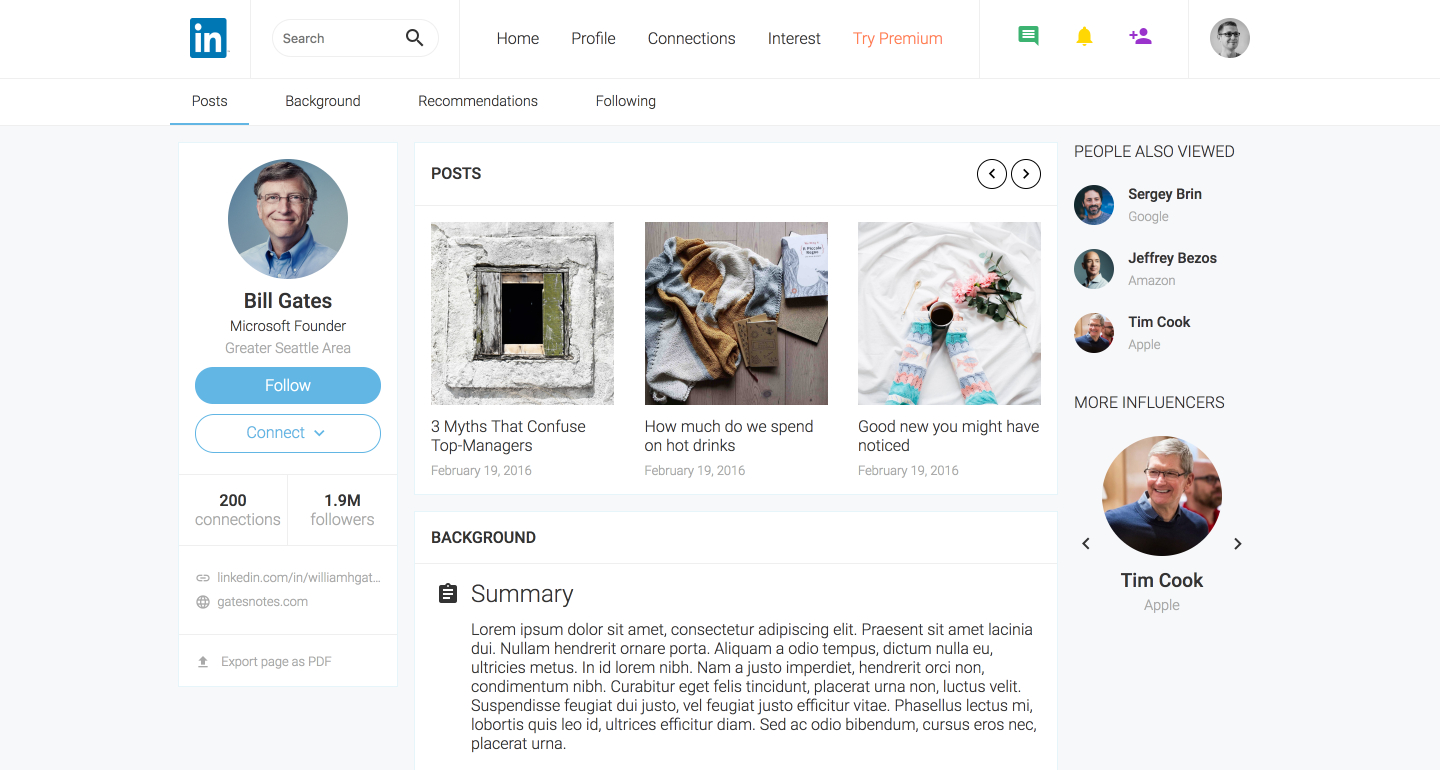 in
Search
Home
Profile
Connections
Interest
Try Premium
Posts
Background
Recommendations
Following
Bill Gates
Microsoft Founder
Greater Seattle Area
Follow
Connect
200
connections
1.9M
followers
linkedin.com/in/williamhgat...
gatesnotes.com
Export page as PDF
POSTS
3 Myths That Confuse
Top-Managers
February 19, 2016
How much do we spend
on hot drinks
February 19, 2016
Good new you might have
noticed
February 19, 2016
BACKGROUND
Summary
Lorem ipsum dolor sit amet, consectetur adipiscing elit. Praesent sit amet lacinia
dui. Nullam hendrerit ornare porta. Aliquam a odio tempus, dictum nulla eu,
ultricies metus. In id lorem nibh. Nam a justo imperdiet, hendrerit orci non,
condimentum nibh. Curabitur eget felis tincidunt, placerat urna non, luctus velit.
Suspendisse feugiat dui justo, vel feugiat justo efficitur vitae. Phasellus lectus mi,
lobortis quis leo id, ultrices efficitur diam. Sed ac odio bibendum, cursus eros nec,
placerat urna.
PEOPLE ALSO VIEWED
Sergey Brin
Google
Jeffrey Bezos
Amazon
Tim Cook
Apple
MORE INFLUENCERS
Tim Cook
Apple